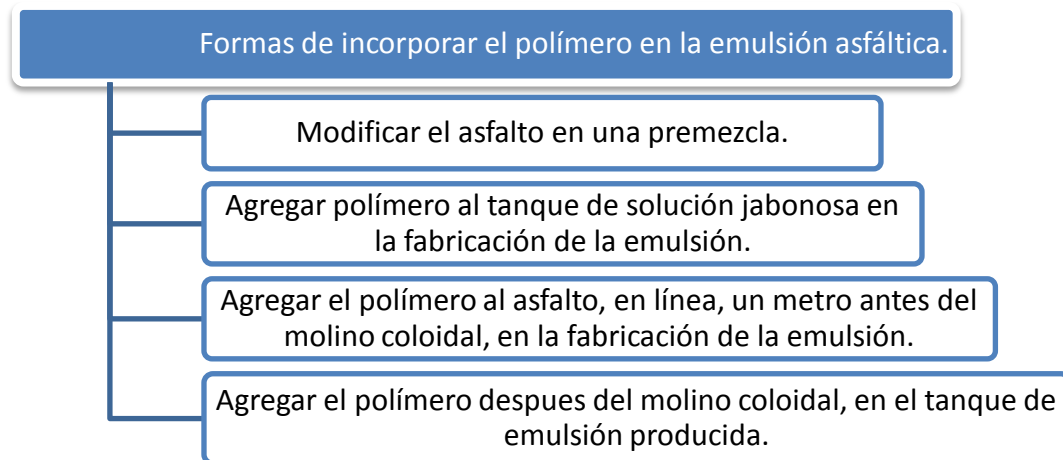 Formas de incorporar el polímero en la emulsión asfáltica.
Modificar el asfalto en una premezcla.
Agregar polímero al tanque de solución jabonosa en
la fabricación de la emulsión.
Agregar el polímero al asfalto, en línea, un metro antes del
molino coloidal, en la fabricación de la emulsión.
Agregar el polímero despues del molino coloidal, en el tanque de
emulsión producida.